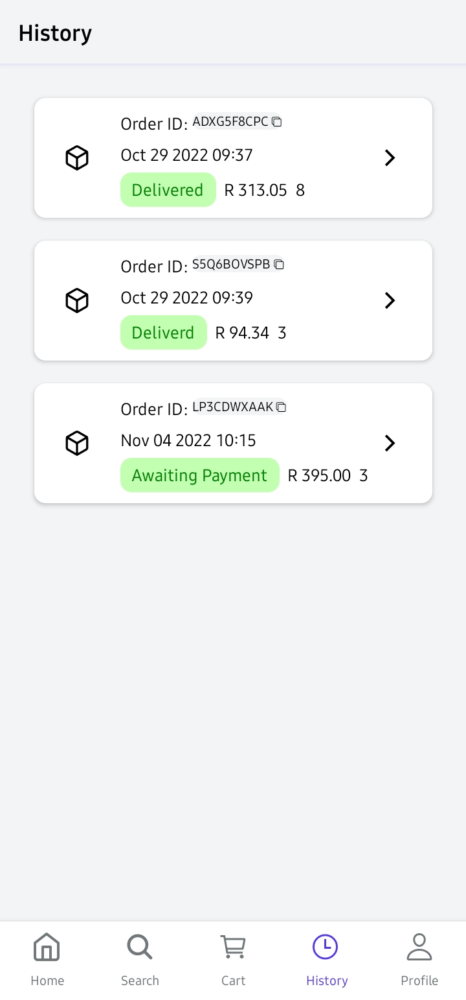 History
Order ID: ADXG5F8CPC
Oct 29 2022 09:37
Delivered R 313.05 8
Order ID: S5Q6BOVSPB
Oct 29 2022 09:39
Deliverd R 94.34 3
Order ID: LP3CDWXAAK
Nov 04 2022 10:15
Awaiting Payment R 395.00 3
Home Search Cart History Profile